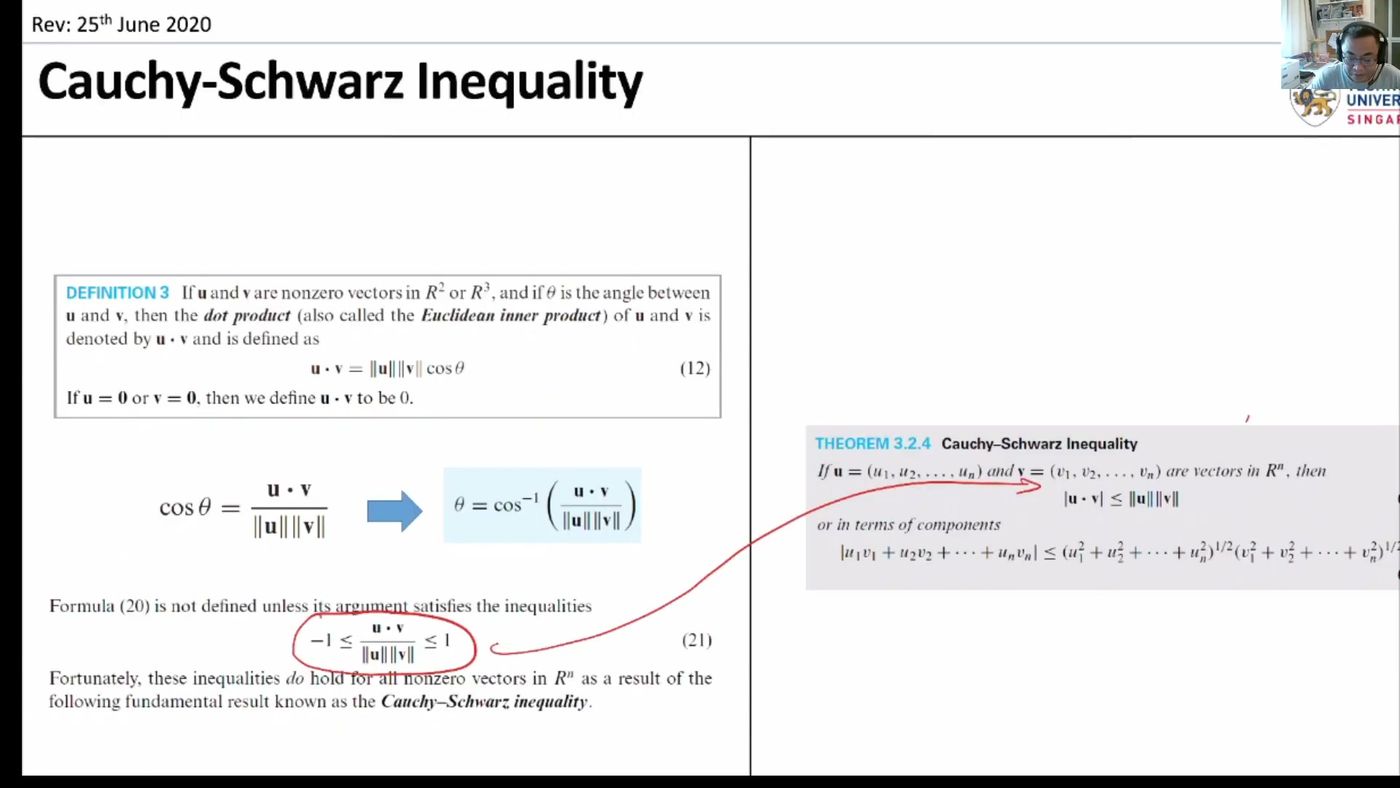 Rev: 25th June 2020
Cauchy-Schwarz Inequality
UNIVER
SINGAP
DEFINITION 3 If u and v are nonzero vectors in R² or R³, and if θ is the angle between
u and v, then the dot product (also called the Euclidean inner product) of u and v is
denoted by u · v and is defined as
u · v = ‖u‖‖v‖ cos θ (12)
If u = 0 or v = 0, then we define u · v to be 0.
cos θ = u · v / ‖u‖‖v‖
θ = cos⁻¹ (u · v / ‖u‖‖v‖)
Formula (20) is not defined unless its argument satisfies the inequalities
−1 ≤ u · v / ‖u‖‖v‖ ≤ 1 (21)
Fortunately, these inequalities do hold for all nonzero vectors in Rⁿ as a result of the
following fundamental result known as the Cauchy–Schwarz inequality.
THEOREM 3.2.4 Cauchy–Schwarz Inequality
If u = (u₁, u₂, . . . , uₙ) and v = (v₁, v₂, . . . , vₙ) are vectors in Rⁿ, then
|u · v| ≤ ‖u‖‖v‖
or in terms of components
|u₁v₁ + u₂v₂ + · · · + uₙvₙ| ≤ (u₁² + u₂² + · · · + uₙ²)^1/2 (v₁² + v₂² + · · · + vₙ²)^1/2